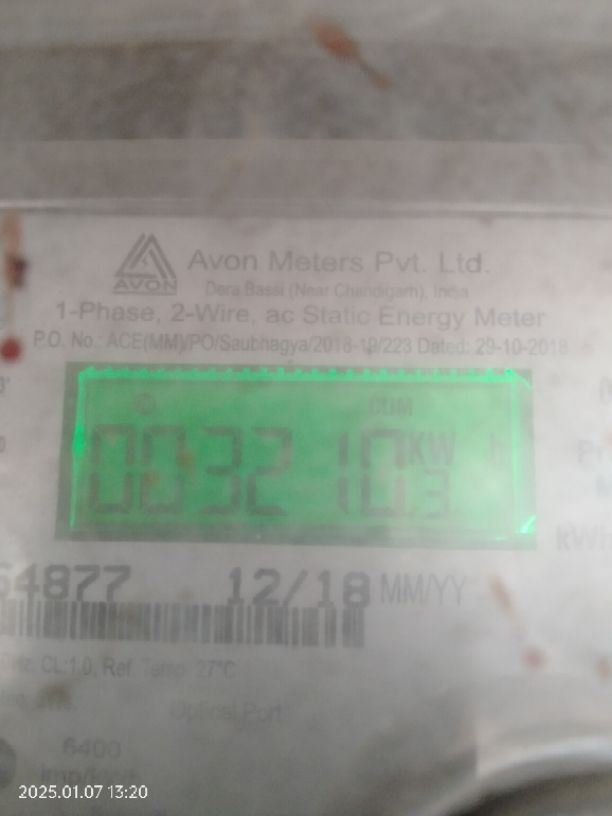 AVON
Avon Meters Pvt. Ltd.
Dera Bassi (Near Chandigarh), India
1-Phase, 2-Wire, ac Static Energy Meter
P.O. No.: ACE(MM)/PO/Saubhagya/2018-19/223 Dated: 29-10-2018
CUM
003210.3 KW h
64877 12/18 MM/YY
CL:1.0, Ref. Temp. 27°C
Optical Port
6400
2025.01.07 13:20